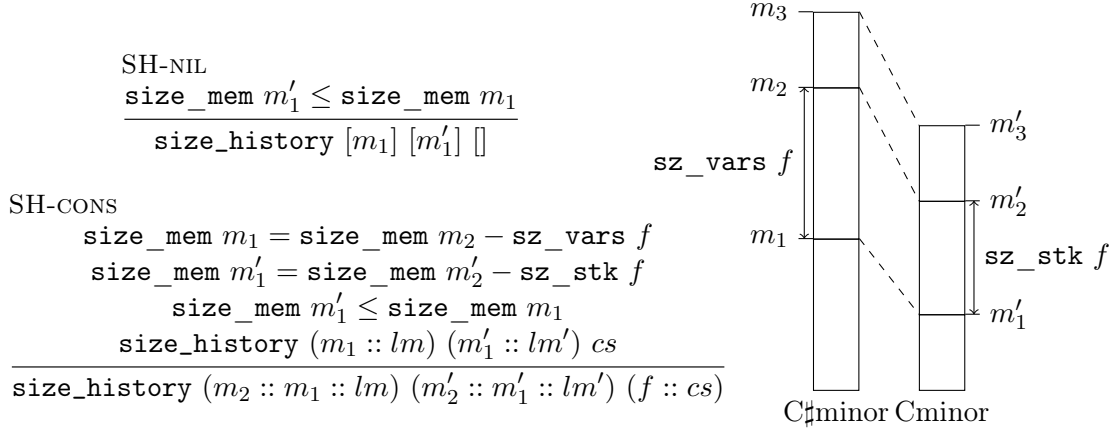 SH-NIL
size_mem m′₁ ≤ size_mem m₁
size_history [m₁] [m′₁] []
SH-CONS
size_mem m₁ = size_mem m₂ − sz_vars f
size_mem m′₁ = size_mem m′₂ − sz_stk f
size_mem m′₁ ≤ size_mem m₁
size_history (m₁ :: lm) (m′₁ :: lm′) cs
size_history (m₂ :: m₁ :: lm) (m′₂ :: m′₁ :: lm′) (f :: cs)
m₃
m₂
sz_vars f
m₁
m′₃
m′₂
sz_stk f
m′₁
C♯minor Cminor